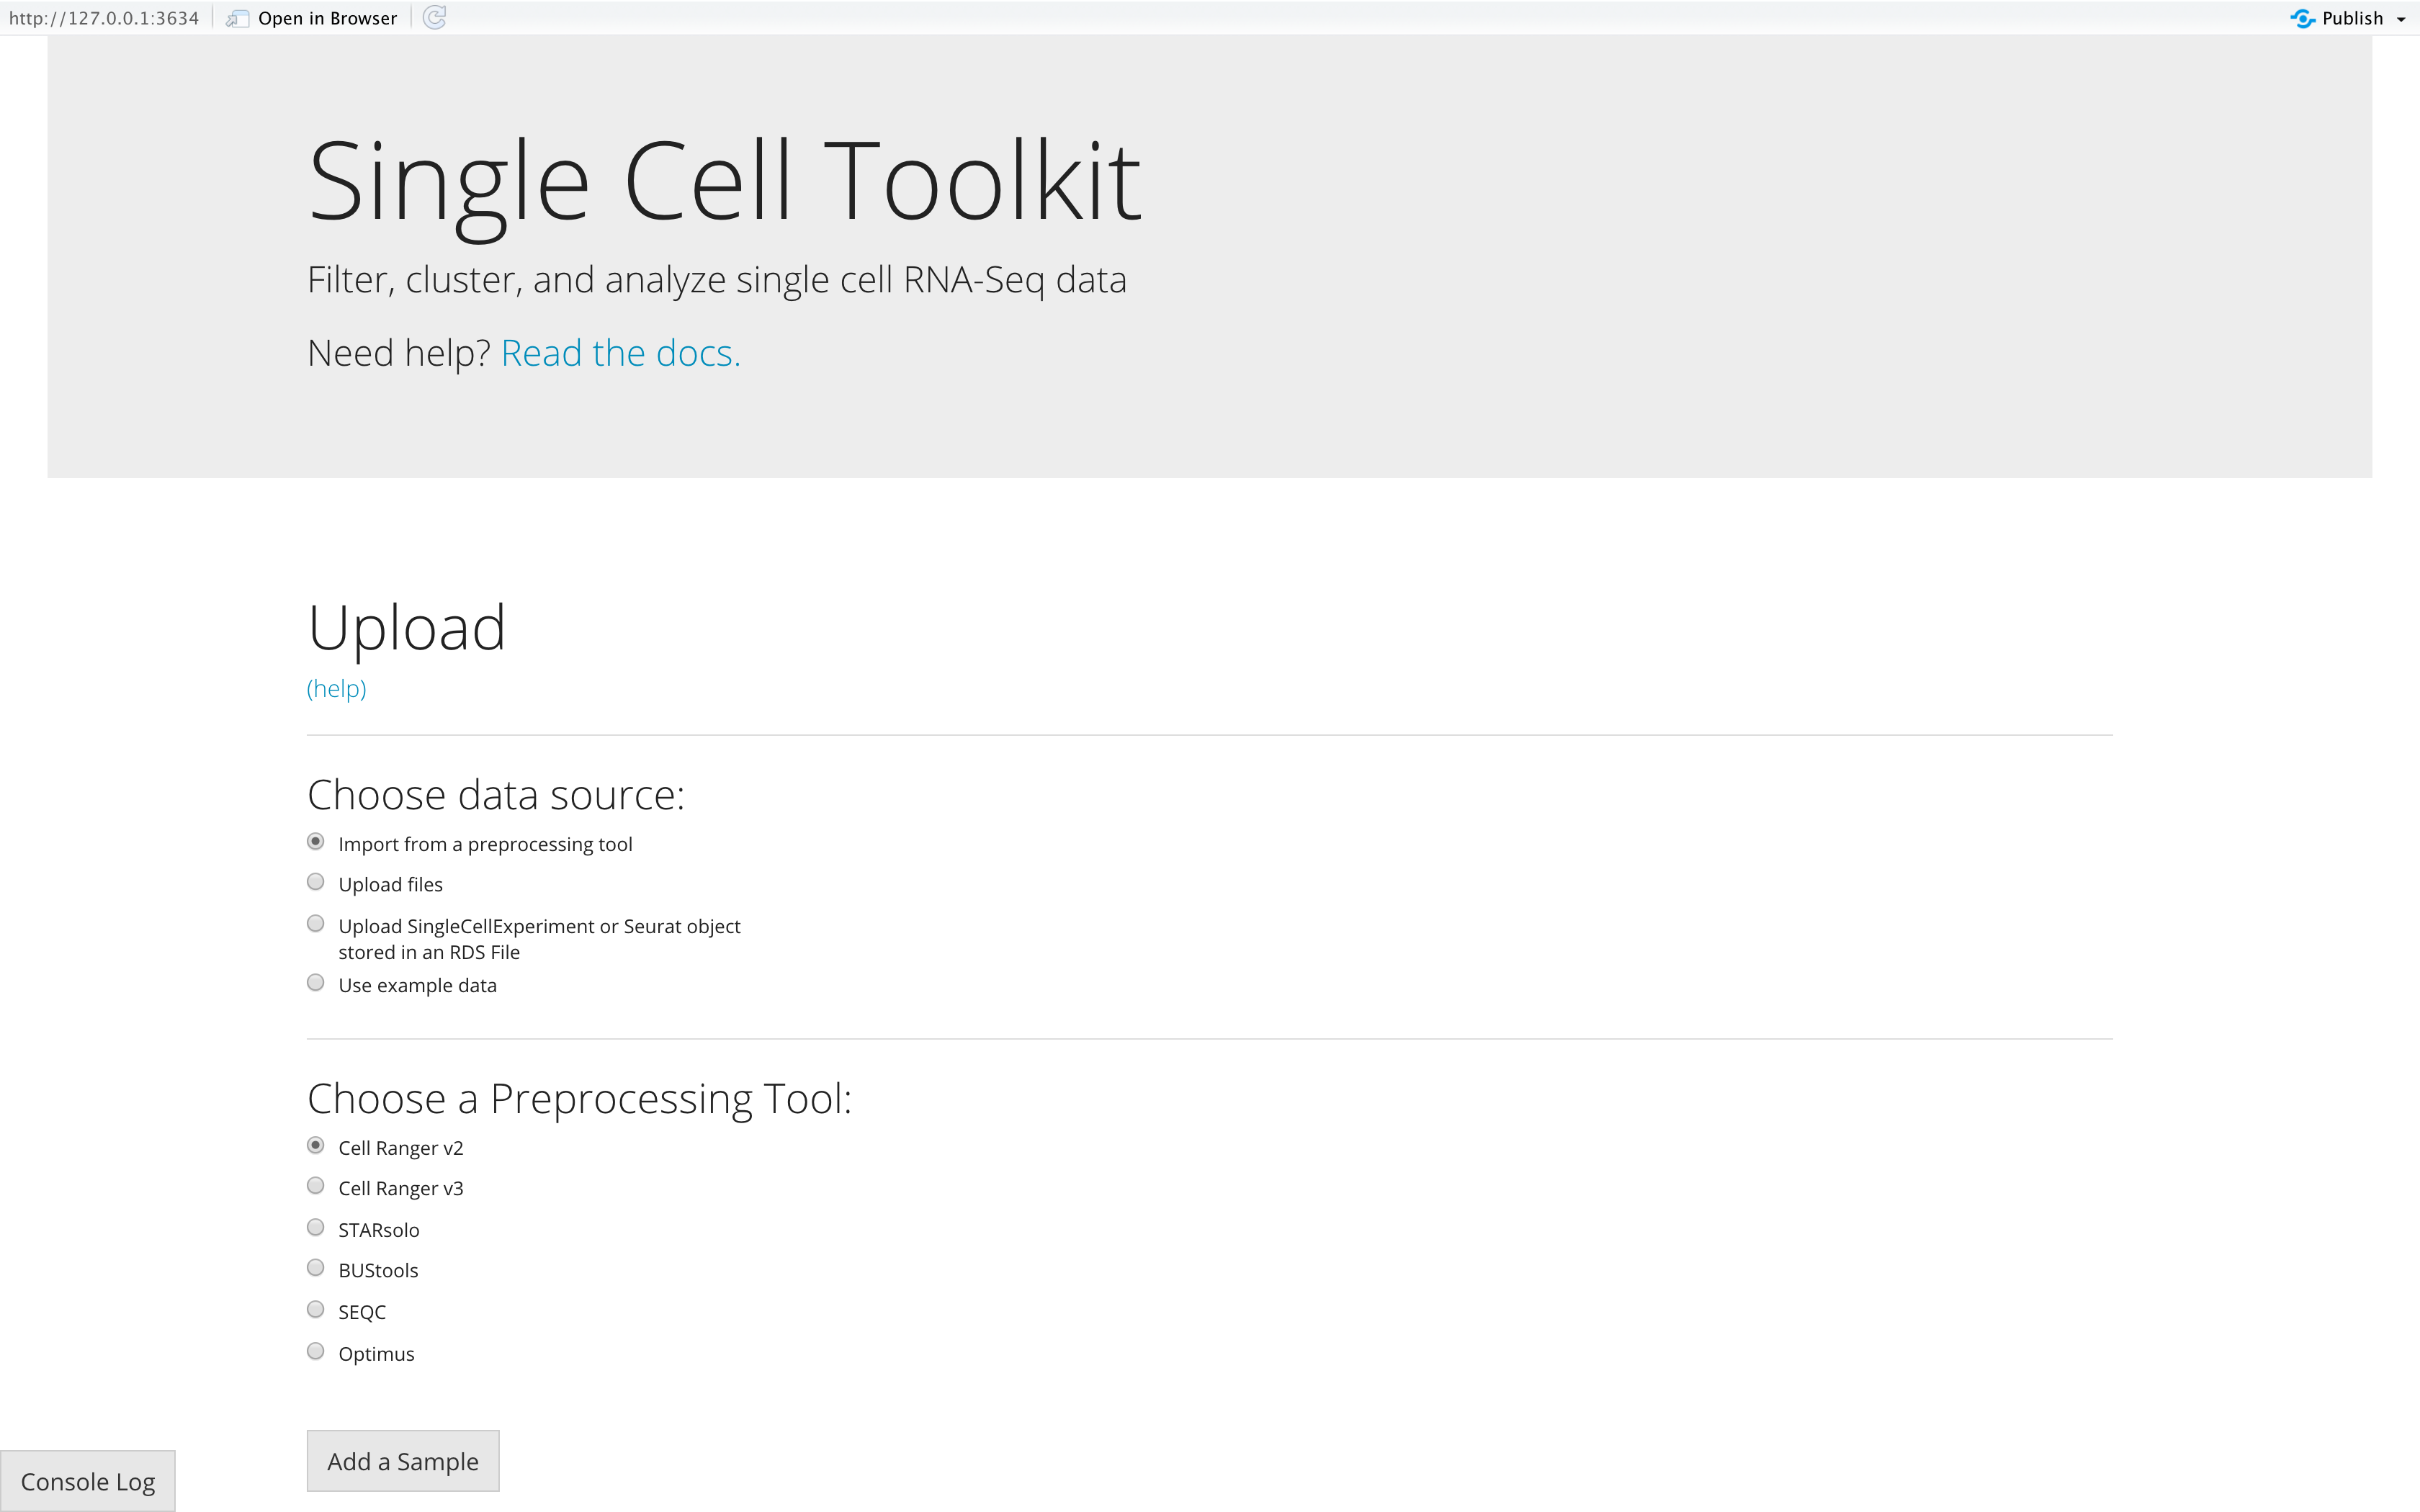 http://127.0.0.1:3634 Open in Browser Publish
Single Cell Toolkit
Filter, cluster, and analyze single cell RNA-Seq data
Need help? Read the docs.
Upload
(help)
Choose data source:
Import from a preprocessing tool
Upload files
Upload SingleCellExperiment or Seurat object
stored in an RDS File
Use example data
Choose a Preprocessing Tool:
Cell Ranger v2
Cell Ranger v3
STARsolo
BUStools
SEQC
Optimus
Add a Sample
Console Log